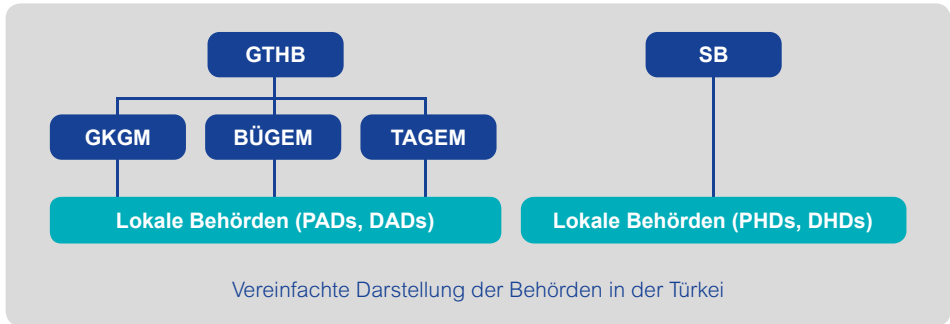 GTHB
SB
GKGM
BÜGEM
TAGEM
Lokale Behörden (PADs, DADs)
Lokale Behörden (PHDs, DHDs)
Vereinfachte Darstellung der Behörden in der Türkei